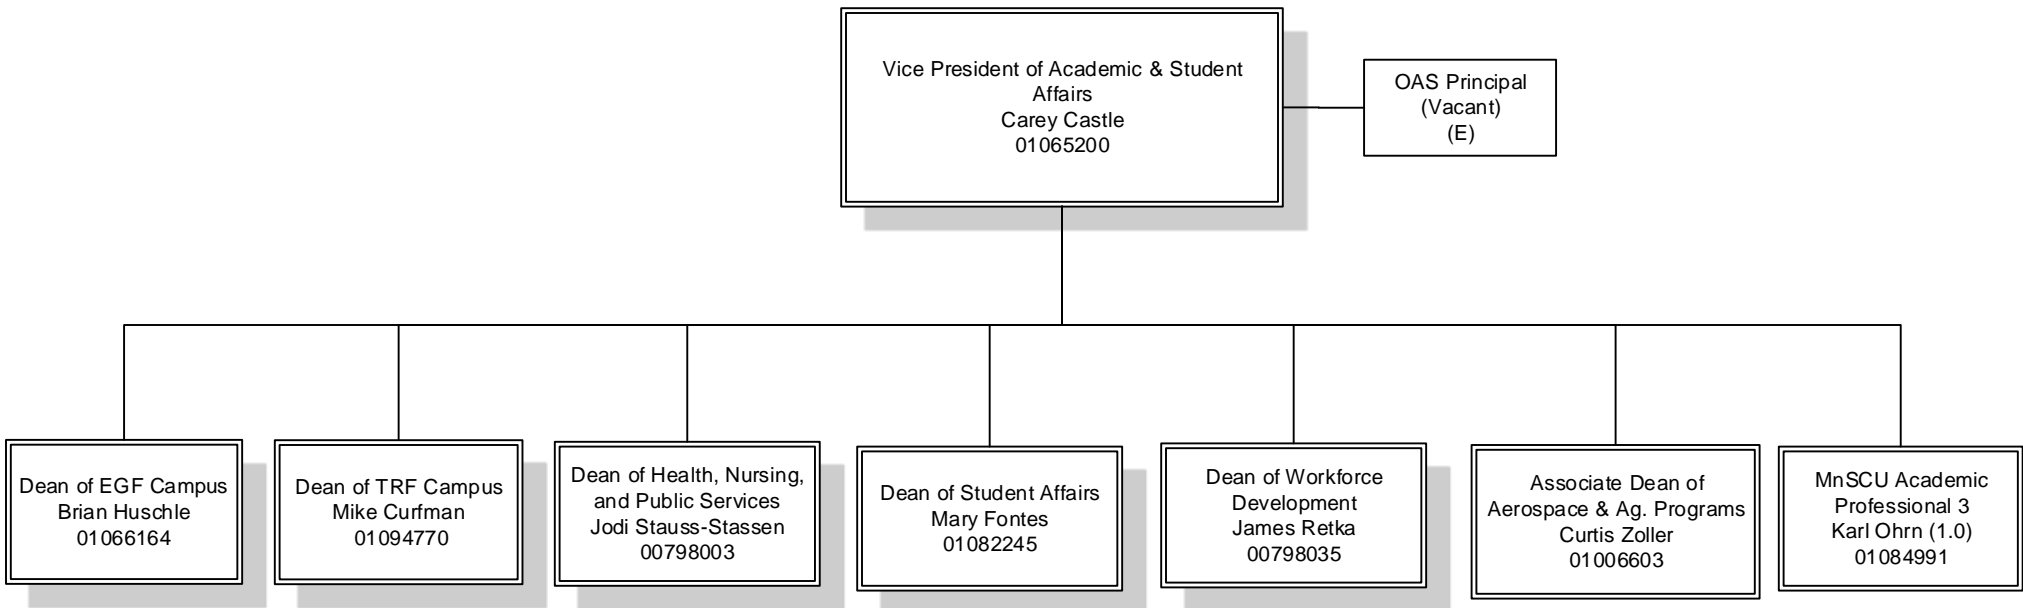 Vice President of Academic & Student
Affairs
Carey Castle
01065200
OAS Principal
(Vacant)
(E)
Dean of EGF Campus
Brian Huschle
01066164
Dean of TRF Campus
Mike Curfman
01094770
Dean of Health, Nursing,
and Public Services
Jodi Stauss-Stassen
00798003
Dean of Student Affairs
Mary Fontes
01082245
Dean of Workforce
Development
James Retka
00798035
Associate Dean of
Aerospace & Ag. Programs
Curtis Zoller
01006603
MnSCU Academic
Professional 3
Karl Ohrn (1.0)
01084991